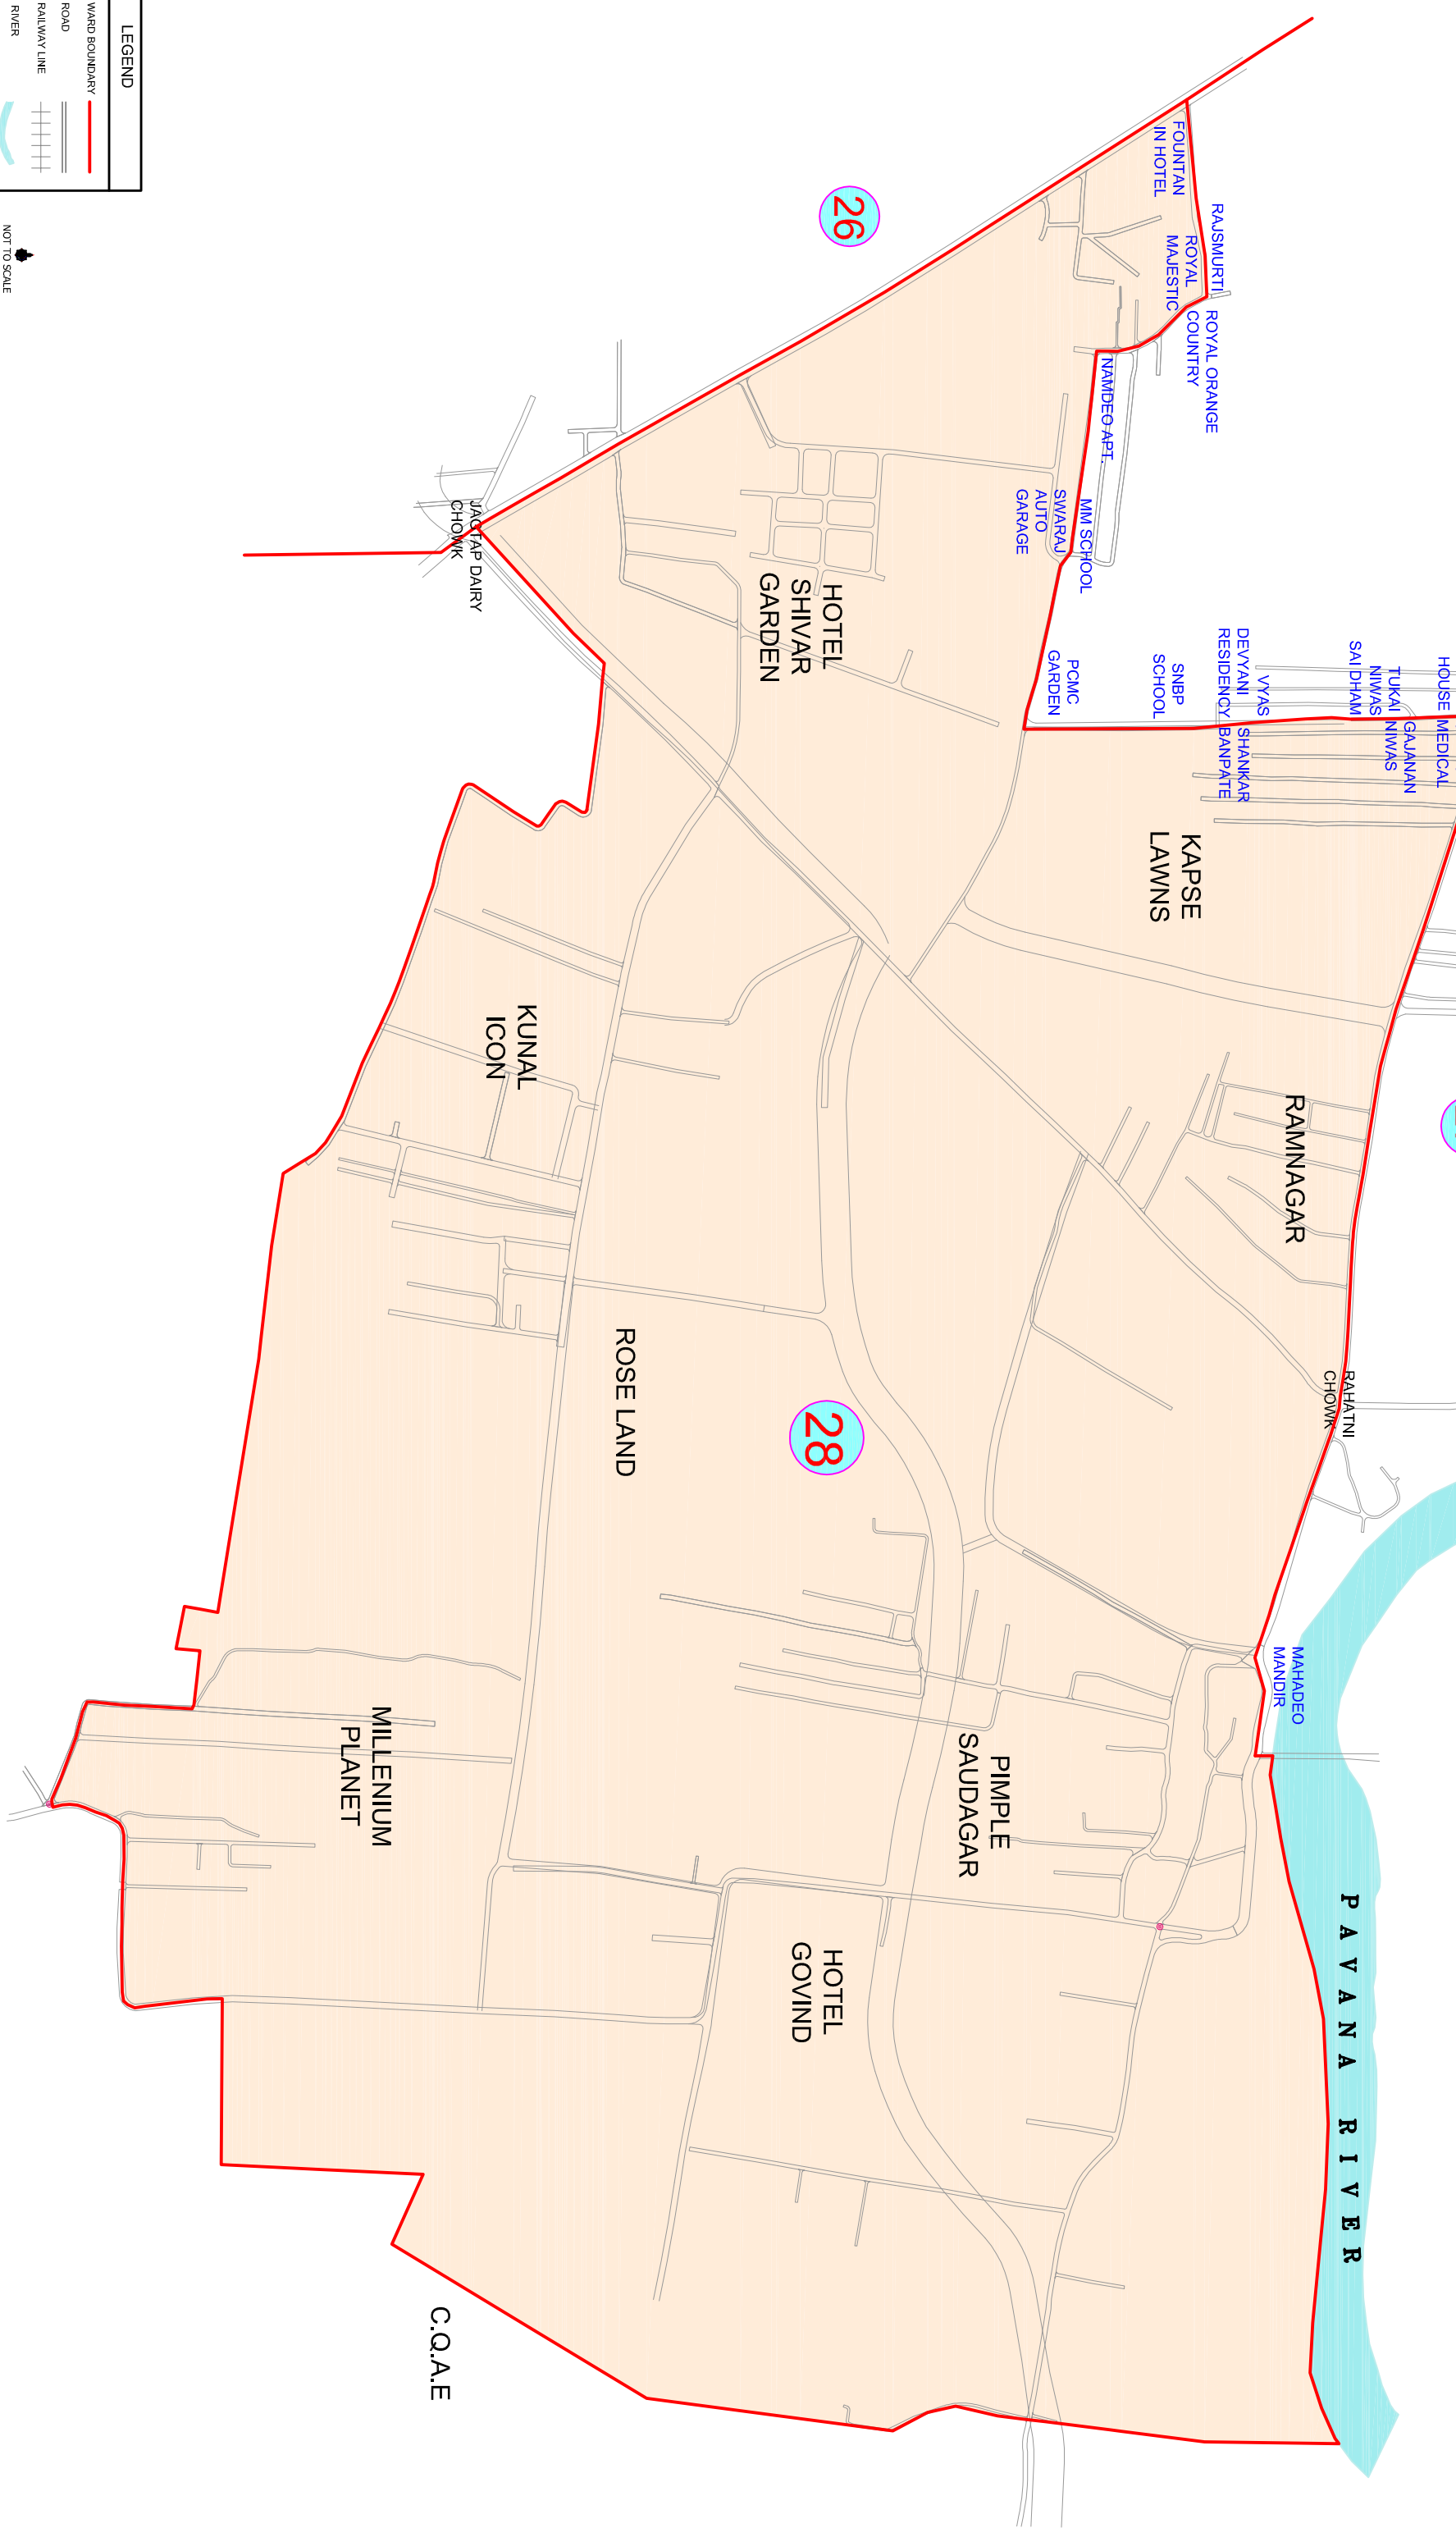 LEGEND
WARD BOUNDARY
ROAD
RAILWAY LINE
RIVER
NOT TO SCALE
26
FOUNTAN
IN HOTEL
RAJSMURTI
ROYAL
MAJESTIC
ROYAL ORANGE
COUNTRY
NAMDEO APT.
MM SCHOOL
SWARAJ
AUTO
GARAGE
JAGTAP DAIRY
CHOWK
HOTEL
SHIVAR
GARDEN
PCMC
GARDEN
SNBP
SCHOOL
VYAS
DEVYANI
RESIDENCY
SHANKAR
BANPATE
SAI DHAM
TUKAI
NIWAS
GAJANAN
NIWAS
HOUSE
MEDICAL
KAPSE
LAWNS
KUNAL
ICON
RAMNAGAR
ROSE LAND
RAHATNI
CHOWK
28
MAHADEO
MANDIR
MILLENIUM
PLANET
PIMPLE
SAUDAGAR
HOTEL
GOVIND
PAVANA RIVER
C.Q.A.E